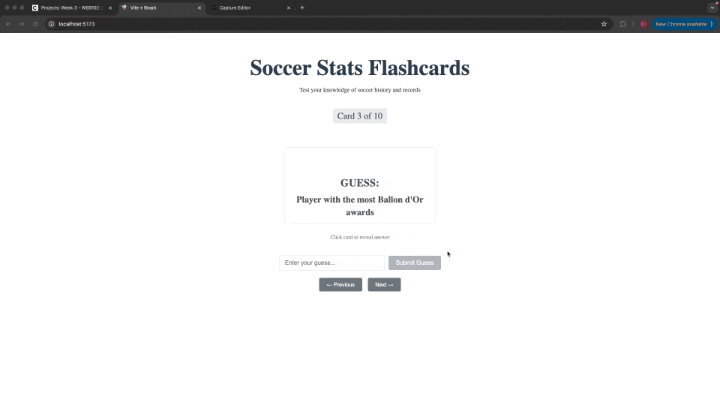 Projects: Week 3 - WEB102 |
Vite + React
Capture Editor
localhost:5173
New Chrome available
Soccer Stats Flashcards
Test your knowledge of soccer history and records
Card 3 of 10
GUESS:
Player with the most Ballon d'Or
awards
Click card to reveal answer
Enter your guess...
Submit Guess
← Previous
Next →